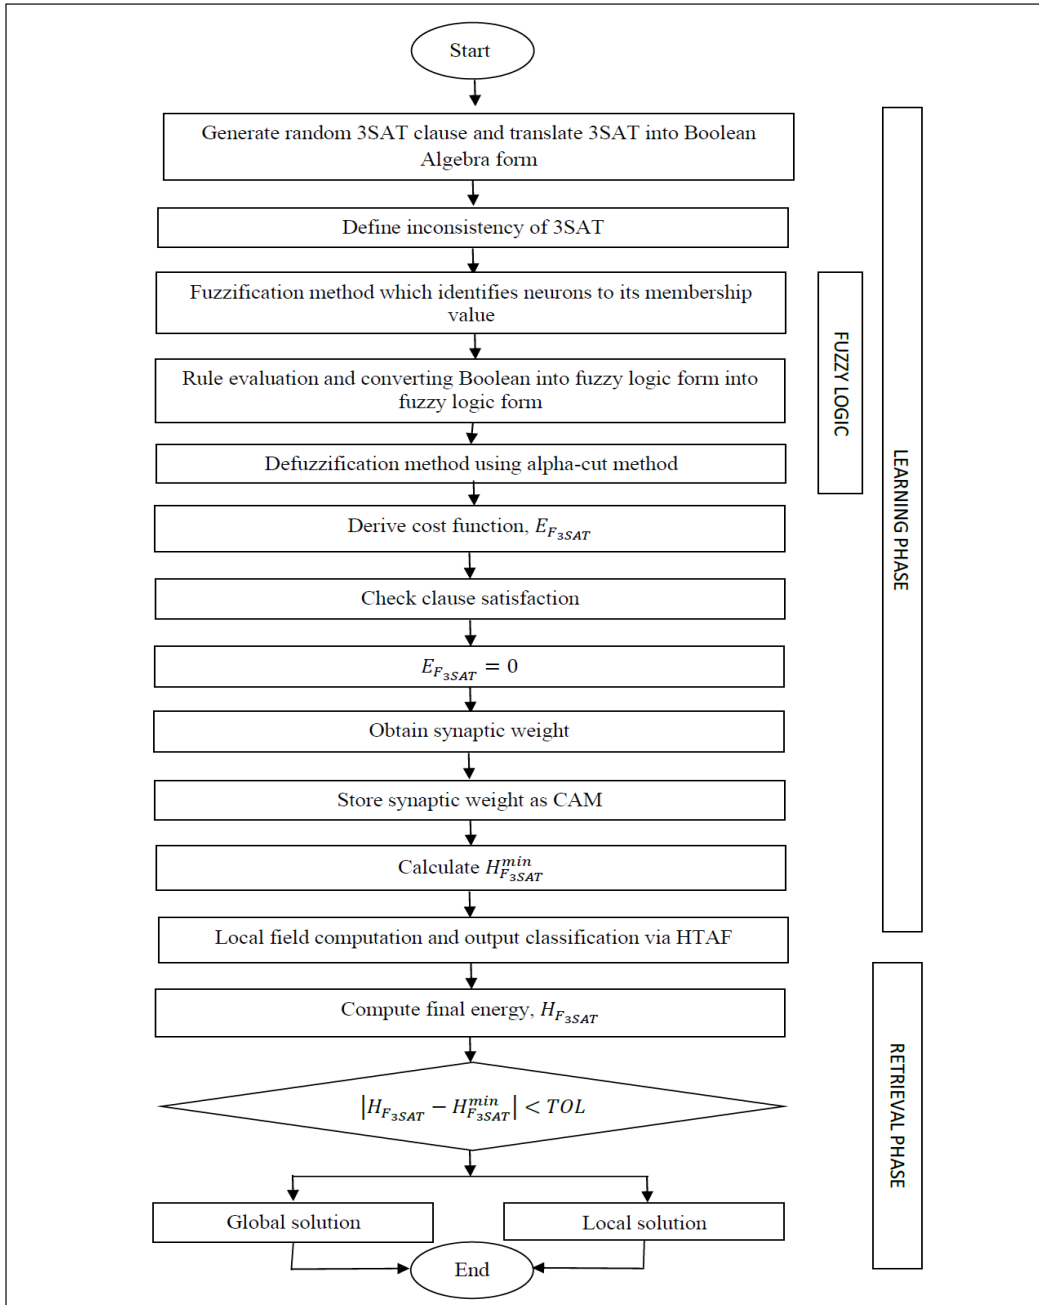 Start
Generate random 3SAT clause and translate 3SAT into Boolean
Algebra form
Define inconsistency of 3SAT
Fuzzification method which identifies neurons to its membership
value
Rule evaluation and converting Boolean into fuzzy logic form into
fuzzy logic form
Defuzzification method using alpha-cut method
Derive cost function, $E_{F_{3SAT}}$
Check clause satisfaction
$E_{F_{3SAT}} = 0$
Obtain synaptic weight
Store synaptic weight as CAM
Calculate $H_{F_{3SAT}}^{min}$
Local field computation and output classification via HTAF
Compute final energy, $H_{F_{3SAT}}$
$|H_{F_{3SAT}} - H_{F_{3SAT}}^{min}| < TOL$
Global solution
Local solution
End
FUZZY LOGIC
LEARNING PHASE
RETRIEVAL PHASE